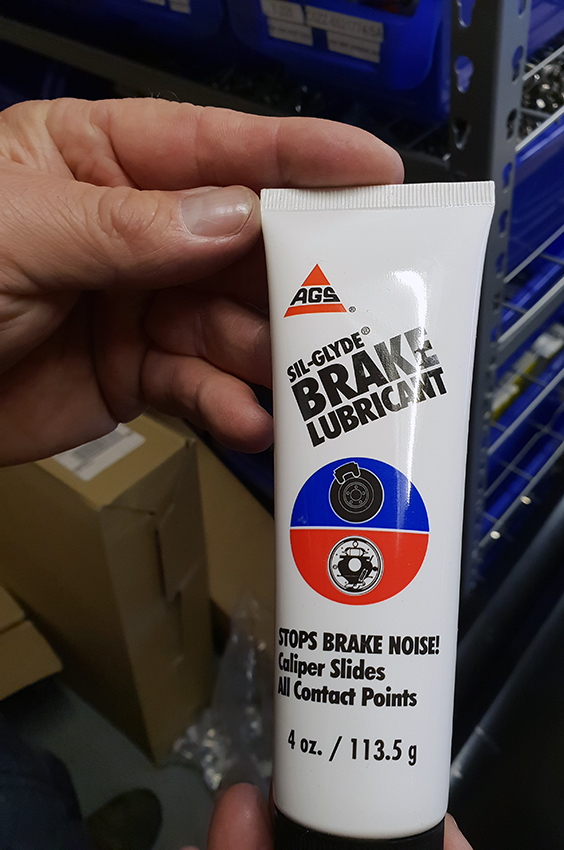 AGS®
SIL-GLYDE®
BRAKE
LUBRICANT
STOPS BRAKE NOISE!
Caliper Slides
All Contact Points
4 oz. / 113.5 g